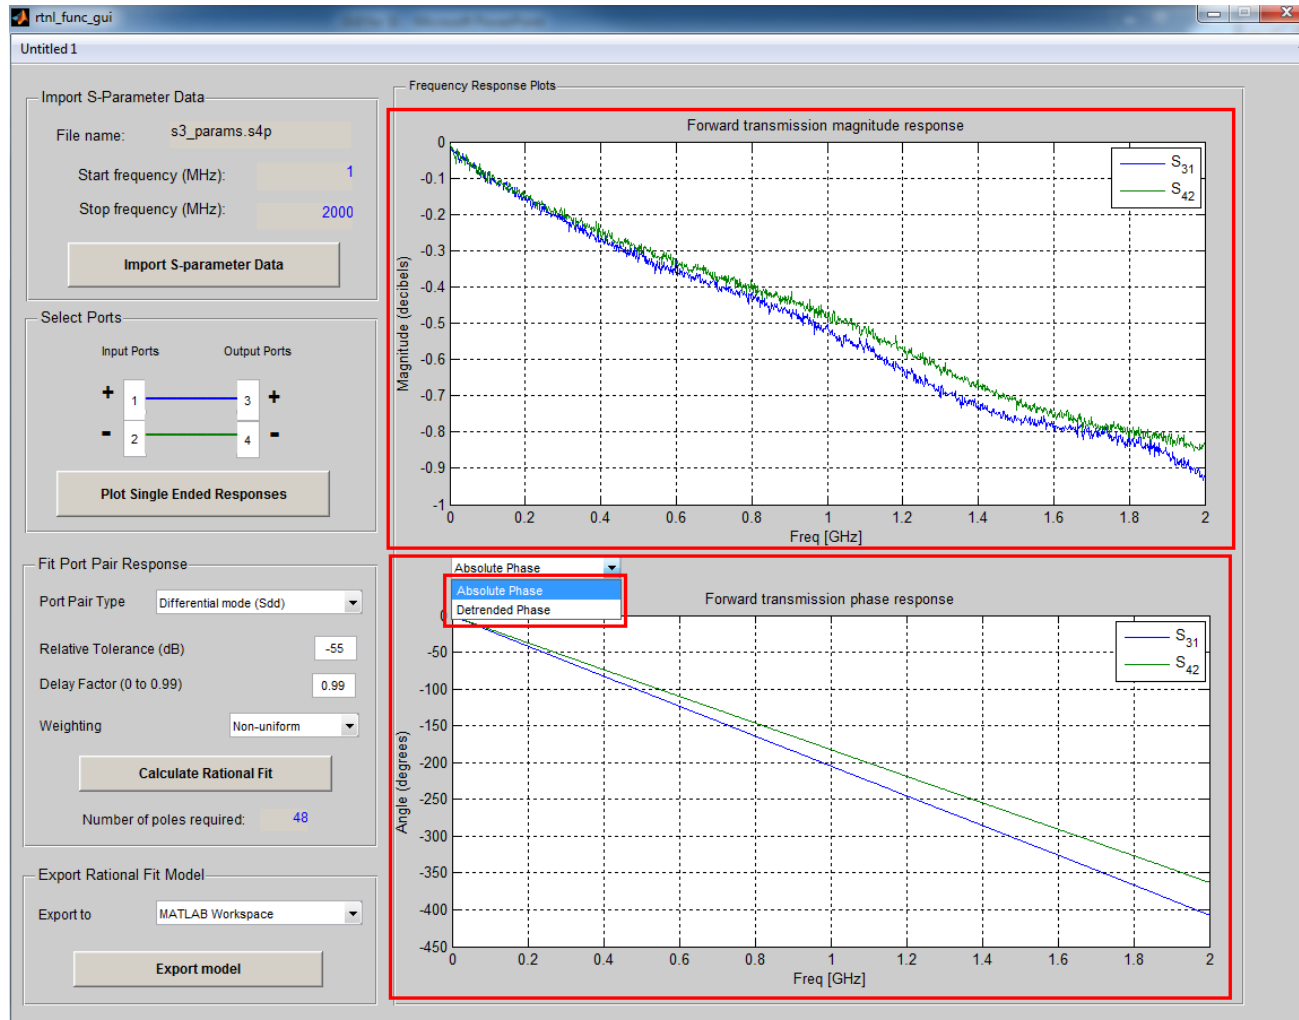 rtnl_func_gui
Untitled 1
Import S-Parameter Data
File name: s3_params.s4p
Start frequency (MHz): 1
Stop frequency (MHz): 2000
Import S-parameter Data
Select Ports
Input Ports Output Ports
+ 1 3 +
- 2 4 -
Plot Single Ended Responses
Fit Port Pair Response
Port Pair Type Differential mode (Sdd)
Relative Tolerance (dB) -55
Delay Factor (0 to 0.99) 0.99
Weighting Non-uniform
Calculate Rational Fit
Number of poles required: 48
Export Rational Fit Model
Export to MATLAB Workspace
Export model
Frequency Response Plots
Forward transmission magnitude response
Magnitude (decibels)
0
-0.1
-0.2
-0.3
-0.4
-0.5
-0.6
-0.7
-0.8
-0.9
-1
S31
S42
0 0.2 0.4 0.6 0.8 1 1.2 1.4 1.6 1.8 2
Freq [GHz]
Absolute Phase
Absolute Phase
Detrended Phase
Forward transmission phase response
Angle (degrees)
0
-50
-100
-150
-200
-250
-300
-350
-400
-450
S31
S42
0 0.2 0.4 0.6 0.8 1 1.2 1.4 1.6 1.8 2
Freq [GHz]